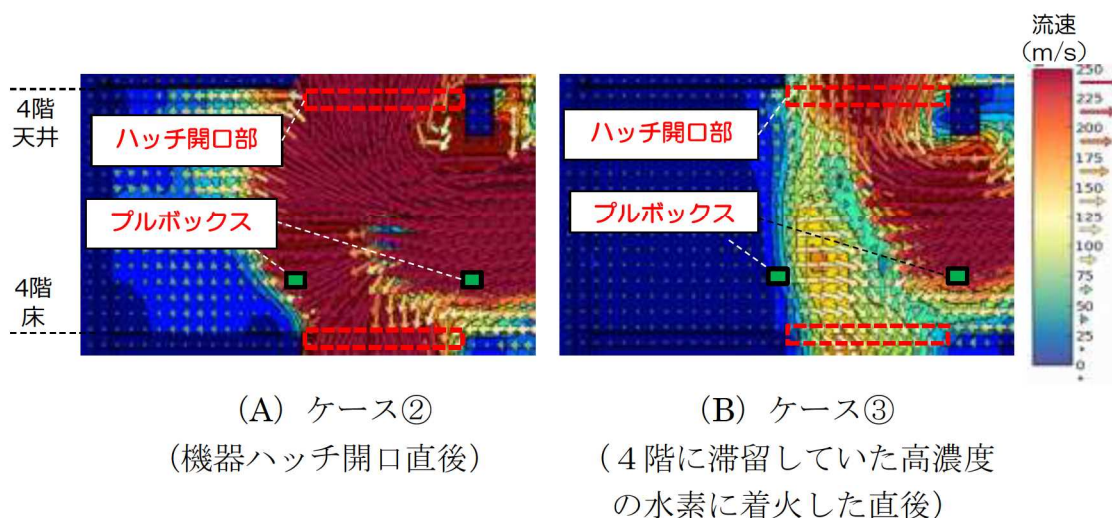 流速
(m/s)
250
225
200
175
150
125
100
75
50
25
0
4階
天井
4階
床
ハッチ開口部
プルボックス
ハッチ開口部
プルボックス
(A) ケース②
(機器ハッチ開口直後)
(B) ケース③
(４階に滞留していた高濃度
の水素に着火した直後)